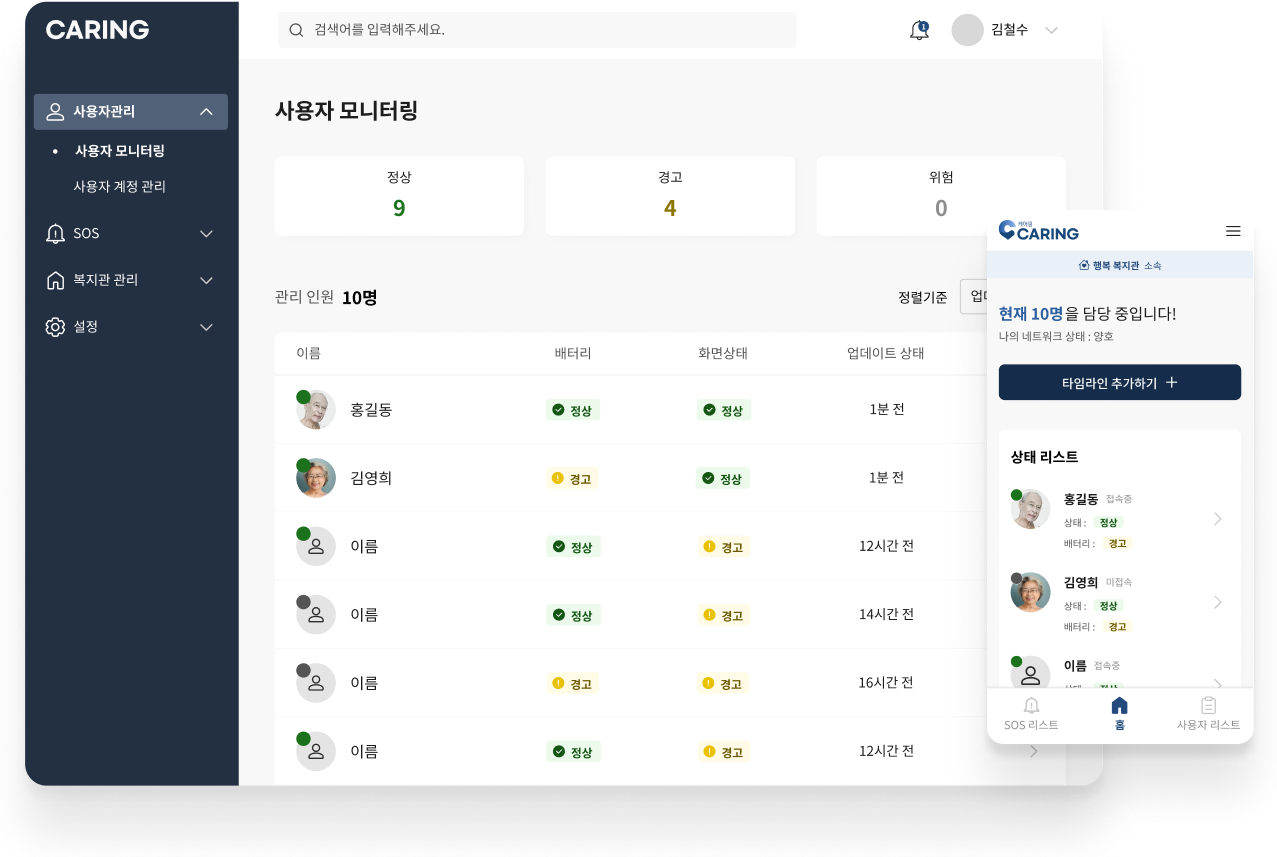 CARING
검색어를 입력해주세요.
1
김철수
사용자관리
사용자 모니터링
사용자 계정 관리
SOS
복지관 관리
설정
사용자 모니터링
정상
9
경고
4
위험
0
관리 인원 10명
정렬기준
이름 배터리 화면상태 업데이트 상태
홍길동 정상 정상 1분 전
김영희 경고 정상 1분 전
이름 정상 경고 12시간 전
이름 정상 경고 14시간 전
이름 경고 경고 16시간 전
이름 정상 경고 12시간 전
케어링
CARING
행복 복지관 소속
현재 10명을 담당 중입니다!
나의 네트워크 상태 : 양호
타임라인 추가하기
상태 리스트
홍길동 접속중
상태 : 정상
배터리 : 경고
김영희 미접속
상태 : 정상
배터리 : 경고
이름 접속중
상태 : 정상
SOS 리스트
홈
사용자 리스트